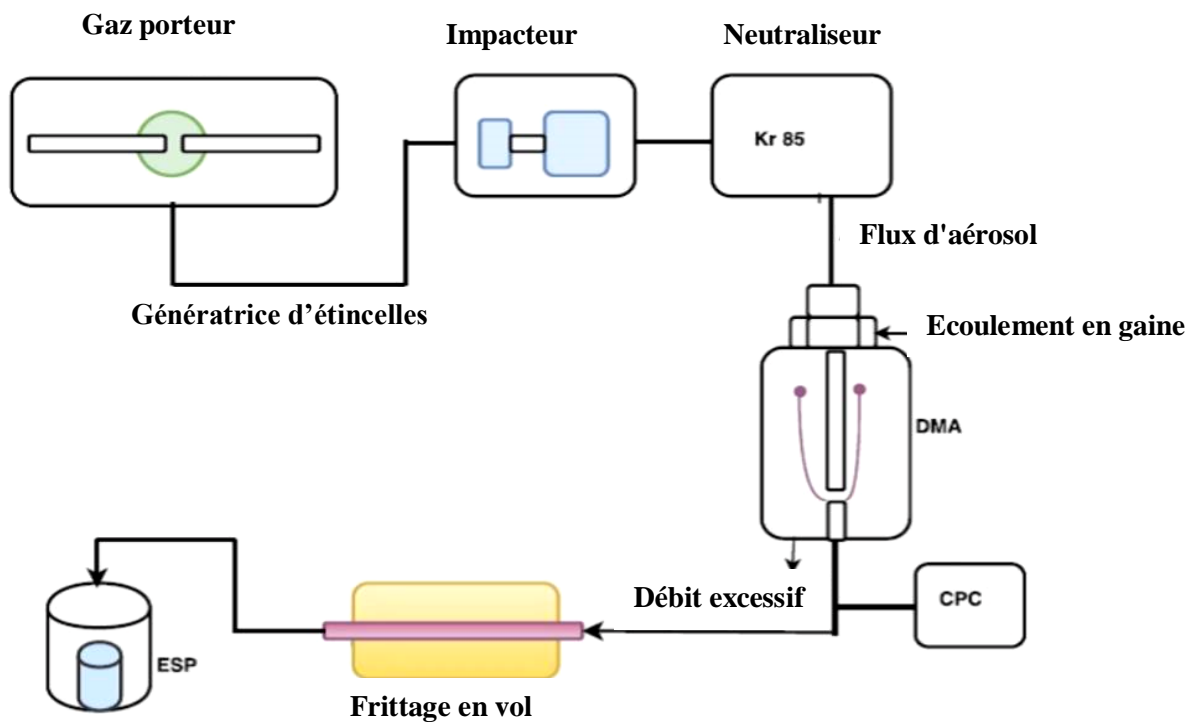 Gaz porteur
Impacteur
Neutraliseur
Kr 85
Flux d'aérosol
Génératrice d’étincelles
Ecoulement en gaine
DMA
Débit excessif
CPC
ESP
Frittage en vol